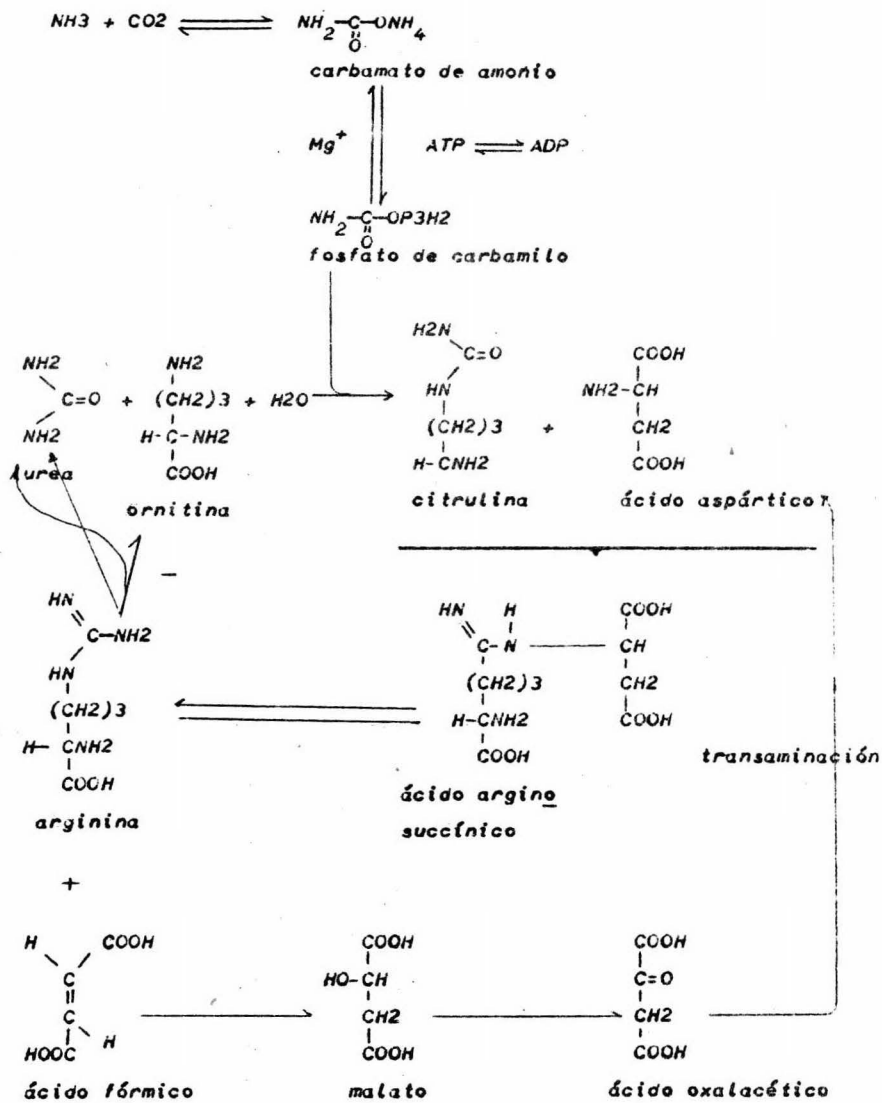 NH3 + CO2 NH2-C-ONH4
O
carbamato de amonio
Mg+ ATP ADP
NH2-C-OP3H2
O
fosfato de carbamilo
H2N
NH2 NH2 C=O COOH
C=O + (CH2)3 + H2O HN NH2-CH
NH2 H-C-NH2 (CH2)3 + CH2
COOH H-CNH2 COOH
urea ornitina citrulina ácido aspártico
HN HN H COOH
C-NH2 C-N CH
HN (CH2)3 CH2
(CH2)3 H-CNH2 COOH
H- CNH2 COOH transaminación
COOH ácido argino
arginina succínico
+
H COOH COOH COOH
C HO-CH C=O
C CH2 CH2
HOOC H COOH COOH
ácido fórmico malato ácido oxalacético